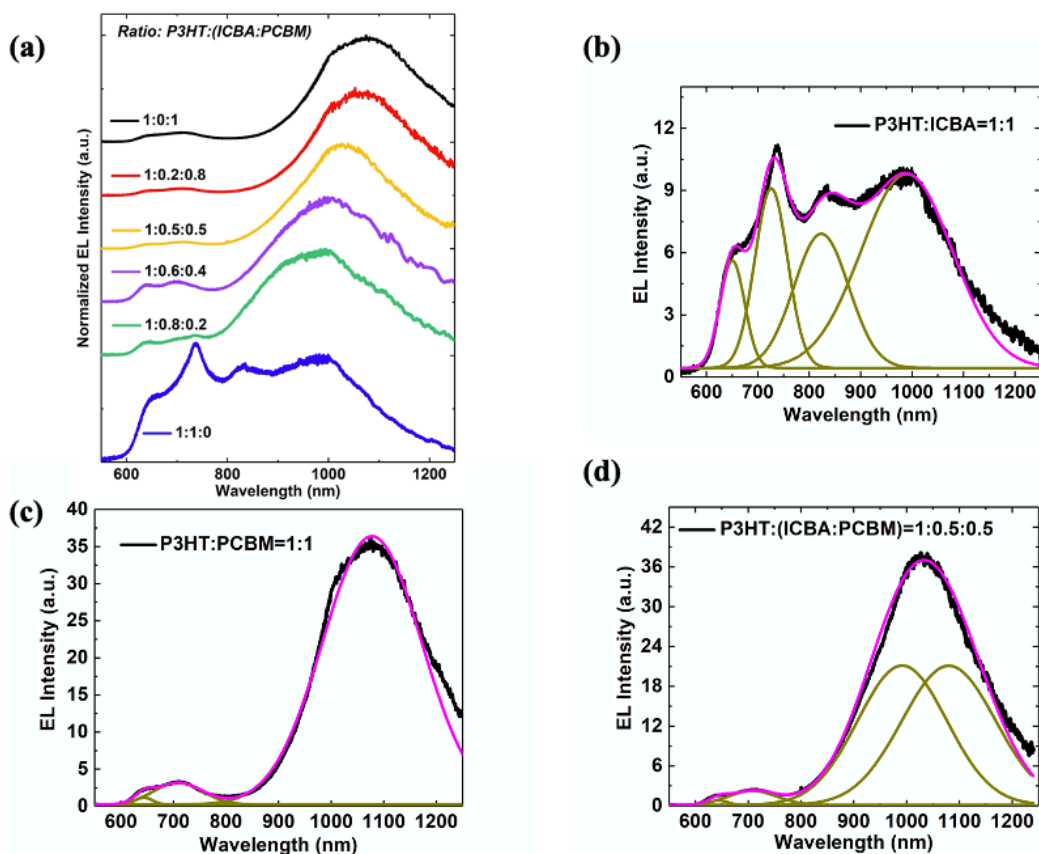 (a)
Ratio: P3HT:(ICBA:PCBM)
Normalized EL Intensity (a.u.)
1:0:1
1:0.2:0.8
1:0.5:0.5
1:0.6:0.4
1:0.8:0.2
1:1:0
600 800 1000 1200
Wavelength (nm)
(b)
P3HT:ICBA=1:1
EL Intensity (a.u.)
12
9
6
3
0
600 700 800 900 1000 1100 1200
Wavelength (nm)
(c)
P3HT:PCBM=1:1
EL Intensity (a.u.)
40
35
30
25
20
15
10
5
0
600 700 800 900 1000 1100 1200
Wavelength (nm)
(d)
P3HT:(ICBA:PCBM)=1:0.5:0.5
EL Intensity (a.u.)
42
36
30
24
18
12
6
0
600 700 800 900 1000 1100 1200
Wavelength (nm)